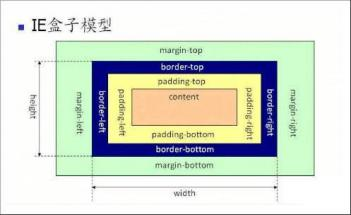 IE盒子模型
margin-top
border-top
padding-top
content
height
margin-left
border-left
padding-left
padding-right
border-right
margin-right
padding-bottom
border-bottom
margin-bottom
width